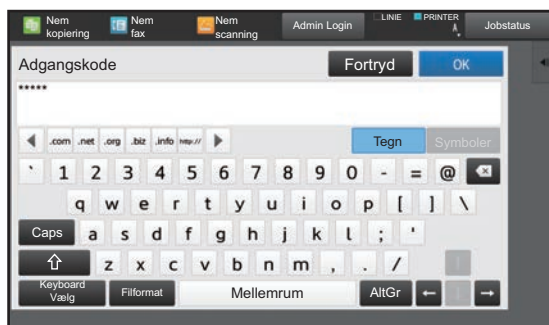 Nem kopiering
Nem fax
Nem scanning
Admin Login
LINIE
PRINTER
Jobstatus
Adgangskode
Fortryd
OK
*****
.com .net .org .biz .info http://
Tegn
Symboler
` 1 2 3 4 5 6 7 8 9 0 - = @
q w e r t y u i o p [ ] \
Caps a s d f g h j k l ; '
z x c v b n m , . /
Keyboard Vælg
Filformat
Mellemrum
AltGr